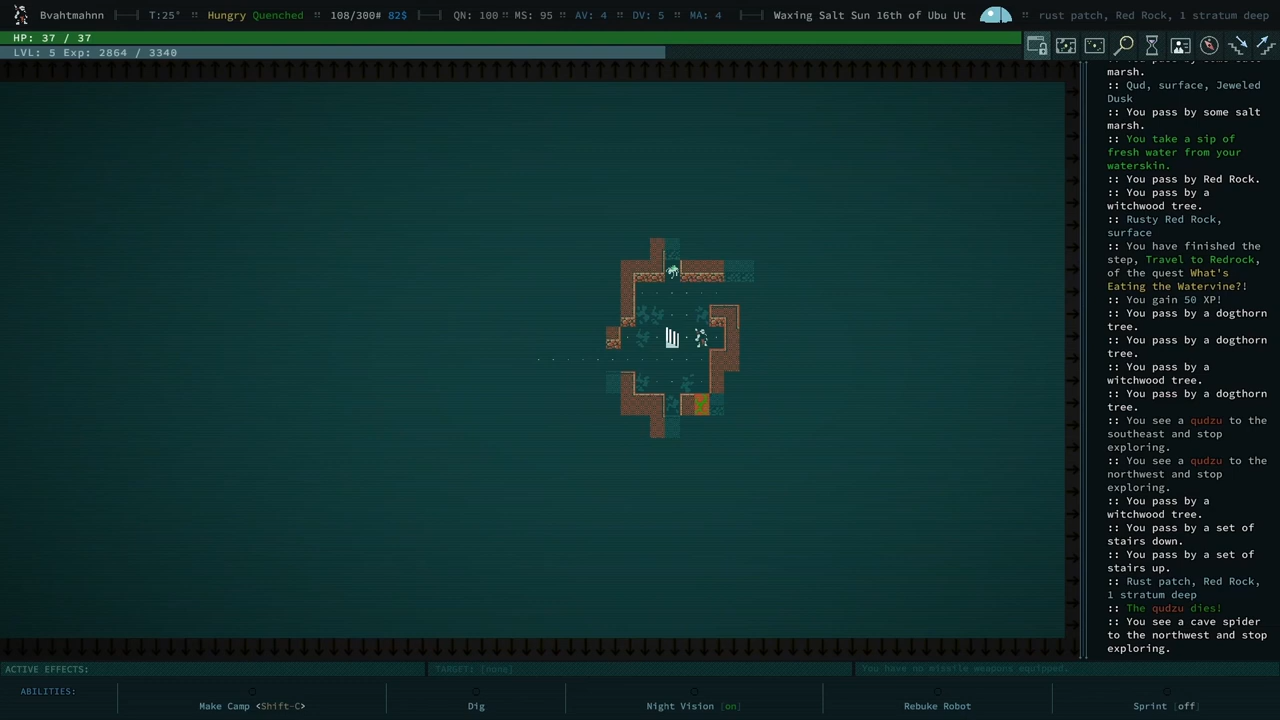 Bvahtmahn T:25° :: Hungry Quenched :: 108/300# 82$ QN: 100 :: MS: 95 :: AV: 4 :: DV: 5 :: MA: 4 Waxing Salt Sun 16th of Ubu Ut rust patch, Red Rock, 1 stratum deep
HP: 37 / 37
LVL: 5 Exp: 2864 / 3340
marsh.
:: Qud, surface, Jeweled
Dusk
:: You pass by some salt
marsh.
:: You take a sip of
fresh water from your
waterskin.
:: You pass by Red Rock.
:: You pass by a
witchwood tree.
:: Rusty Red Rock,
surface
:: You have finished the
step, Travel to Redrock,
of the quest What's
Eating the Watervine?!
:: You gain 50 XP!
:: You pass by a dogthorn
tree.
:: You pass by a dogthorn
tree.
:: You pass by a
witchwood tree.
:: You pass by a
dogthorn tree.
:: You see a qudzu to the
southeast and stop
exploring.
:: You see a qudzu to the
northwest and stop
exploring.
:: You pass by a
witchwood tree.
:: You pass by a set of
stairs down.
:: You pass by a set of
stairs up.
:: Rust patch, Red Rock,
1 stratum deep
:: The qudzu dies!
:: You see a cave spider
to the northwest and stop
exploring.
ACTIVE EFFECTS: TARGET: [none] You have no missile weapons equipped.
ABILITIES: Make Camp <Shift-C> Dig Night Vision [on] Rebuke Robot Sprint [off]